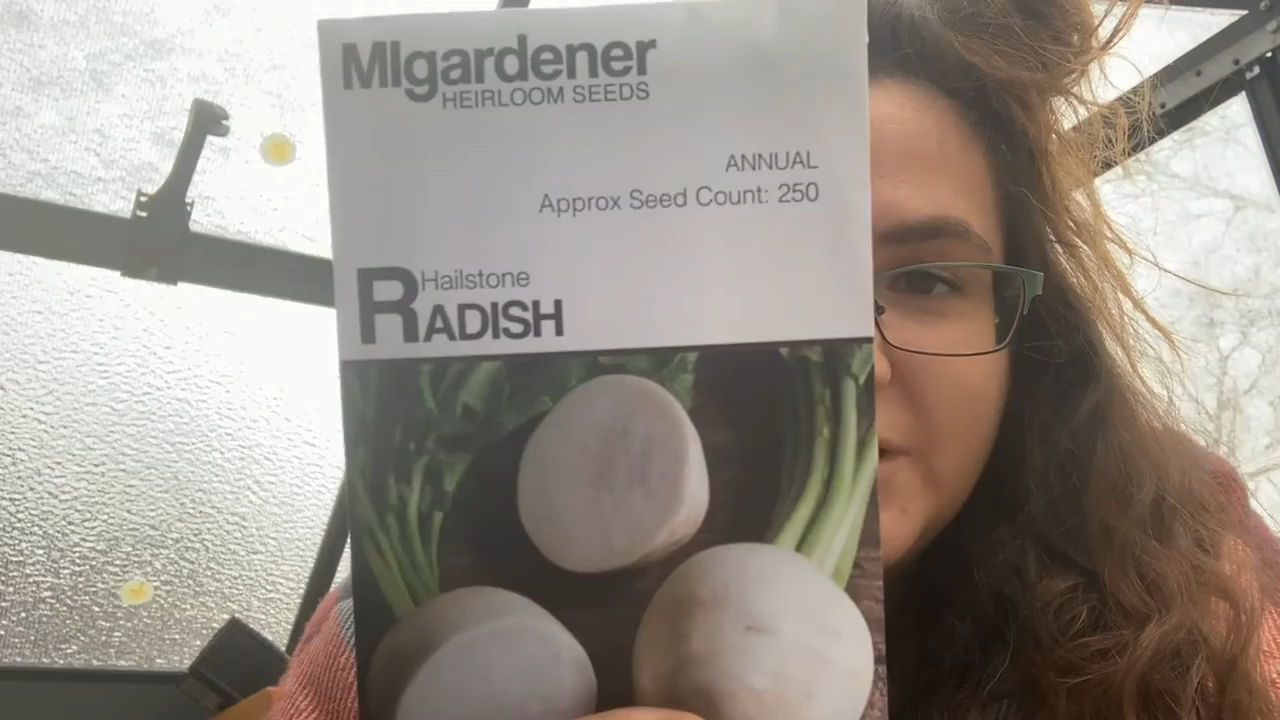 MIgardener
HEIRLOOM SEEDS
ANNUAL
Approx Seed Count: 250
Hailstone
RADISH